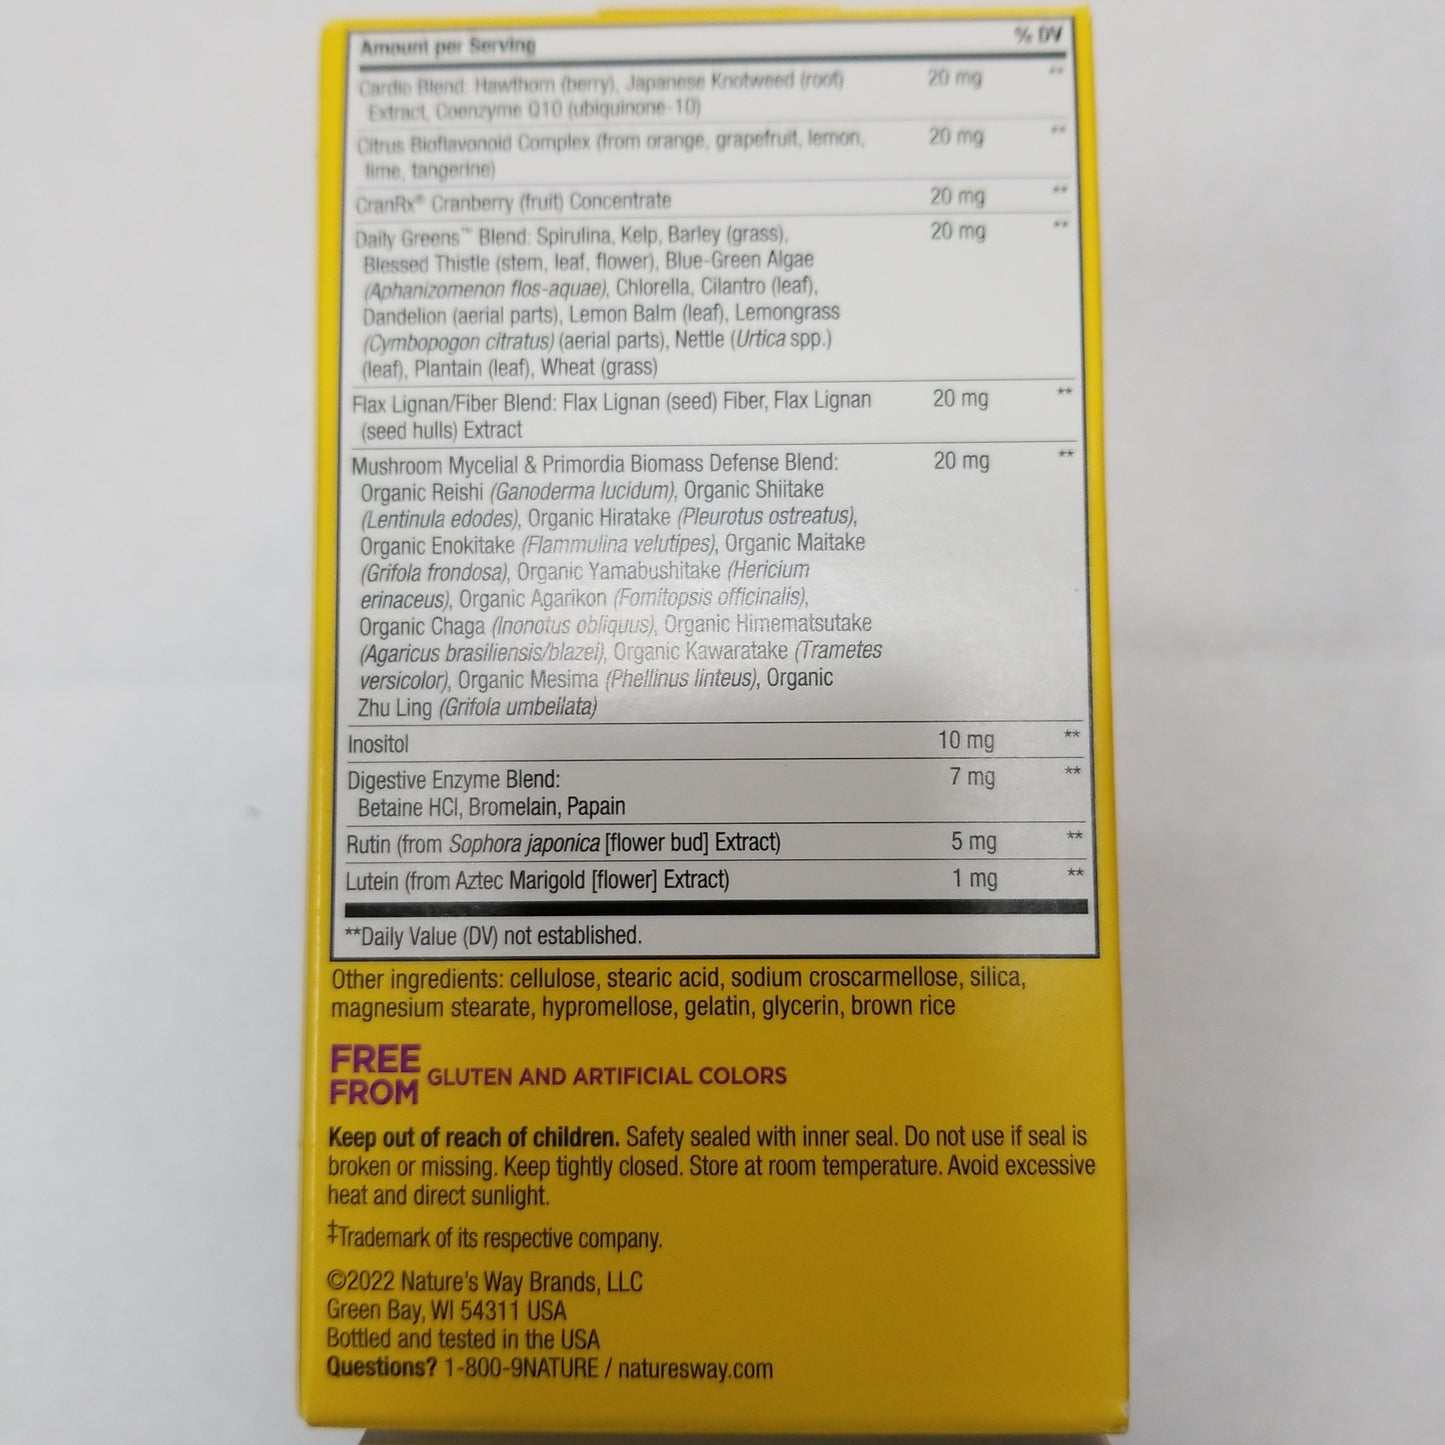 Amount per Serving % DV
Cardio Blend: Hawthorn (berry), Japanese Knotweed (root) 20 mg **
Extract, Coenzyme Q10 (ubiquinone-10)
Citrus Bioflavonoid Complex (from orange, grapefruit, lemon, 20 mg **
lime, tangerine)
CranRx® Cranberry (fruit) Concentrate 20 mg **
Daily Greens™ Blend: Spirulina, Kelp, Barley (grass), 20 mg **
Blessed Thistle (stem, leaf, flower), Blue-Green Algae
(Aphanizomenon flos-aquae), Chlorella, Cilantro (leaf),
Dandelion (aerial parts), Lemon Balm (leaf), Lemongrass
(Cymbopogon citratus) (aerial parts), Nettle (Urtica spp.)
(leaf), Plantain (leaf), Wheat (grass)
Flax Lignan/Fiber Blend: Flax Lignan (seed) Fiber, Flax Lignan 20 mg **
(seed hulls) Extract
Mushroom Mycelial & Primordia Biomass Defense Blend: 20 mg **
Organic Reishi (Ganoderma lucidum), Organic Shiitake
(Lentinula edodes), Organic Hiratake (Pleurotus ostreatus),
Organic Enokitake (Flammulina velutipes), Organic Maitake
(Grifola frondosa), Organic Yamabushitake (Hericium
erinaceus), Organic Agarikon (Fomitopsis officinalis),
Organic Chaga (Inonotus obliquus), Organic Himematsutake
(Agaricus brasiliensis/blazei), Organic Kawaratake (Trametes
versicolor), Organic Mesima (Phellinus linteus), Organic
Zhu Ling (Grifola umbellata)
Inositol 10 mg **
Digestive Enzyme Blend: 7 mg **
Betaine HCl, Bromelain, Papain
Rutin (from Sophora japonica [flower bud] Extract) 5 mg **
Lutein (from Aztec Marigold [flower] Extract) 1 mg **
**Daily Value (DV) not established.
Other ingredients: cellulose, stearic acid, sodium croscarmellose, silica,
magnesium stearate, hypromellose, gelatin, glycerin, brown rice
FREE
FROM GLUTEN AND ARTIFICIAL COLORS
Keep out of reach of children. Safety sealed with inner seal. Do not use if seal is
broken or missing. Keep tightly closed. Store at room temperature. Avoid excessive
heat and direct sunlight.
‡Trademark of its respective company.
©2022 Nature's Way Brands, LLC
Green Bay, WI 54311 USA
Bottled and tested in the USA
Questions? 1-800-9NATURE / naturesway.com